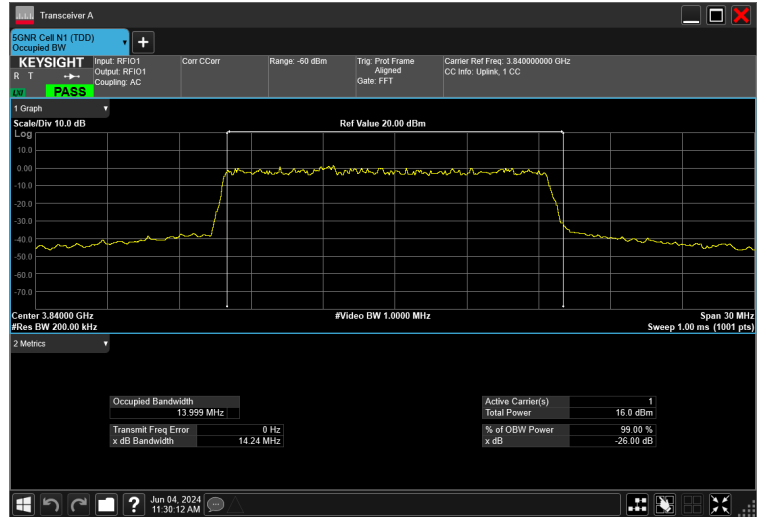 Transceiver A
5GNR Cell N1 (TDD)
Occupied BW
KEYSIGHT
R T
LXI PASS
Input: RFIO1
Output: RFIO1
Coupling: AC
Corr CCorr
Range: -60 dBm
Trig: Prot Frame
Aligned
Gate: FFT
Carrier Ref Freq: 3.840000000 GHz
CC Info: Uplink, 1 CC
1 Graph
Scale/Div 10.0 dB
Ref Value 20.00 dBm
Log
10.0
0.00
-10.0
-20.0
-30.0
-40.0
-50.0
-60.0
-70.0
Center 3.84000 GHz
#Video BW 1.0000 MHz
Span 30 MHz
#Res BW 200.00 kHz
Sweep 1.00 ms (1001 pts)
2 Metrics
Occupied Bandwidth
13.999 MHz
Transmit Freq Error 0 Hz
x dB Bandwidth 14.24 MHz
Active Carrier(s) 1
Total Power 16.0 dBm
% of OBW Power 99.00 %
x dB -26.00 dB
?
Jun 04, 2024
11:30:12 AM